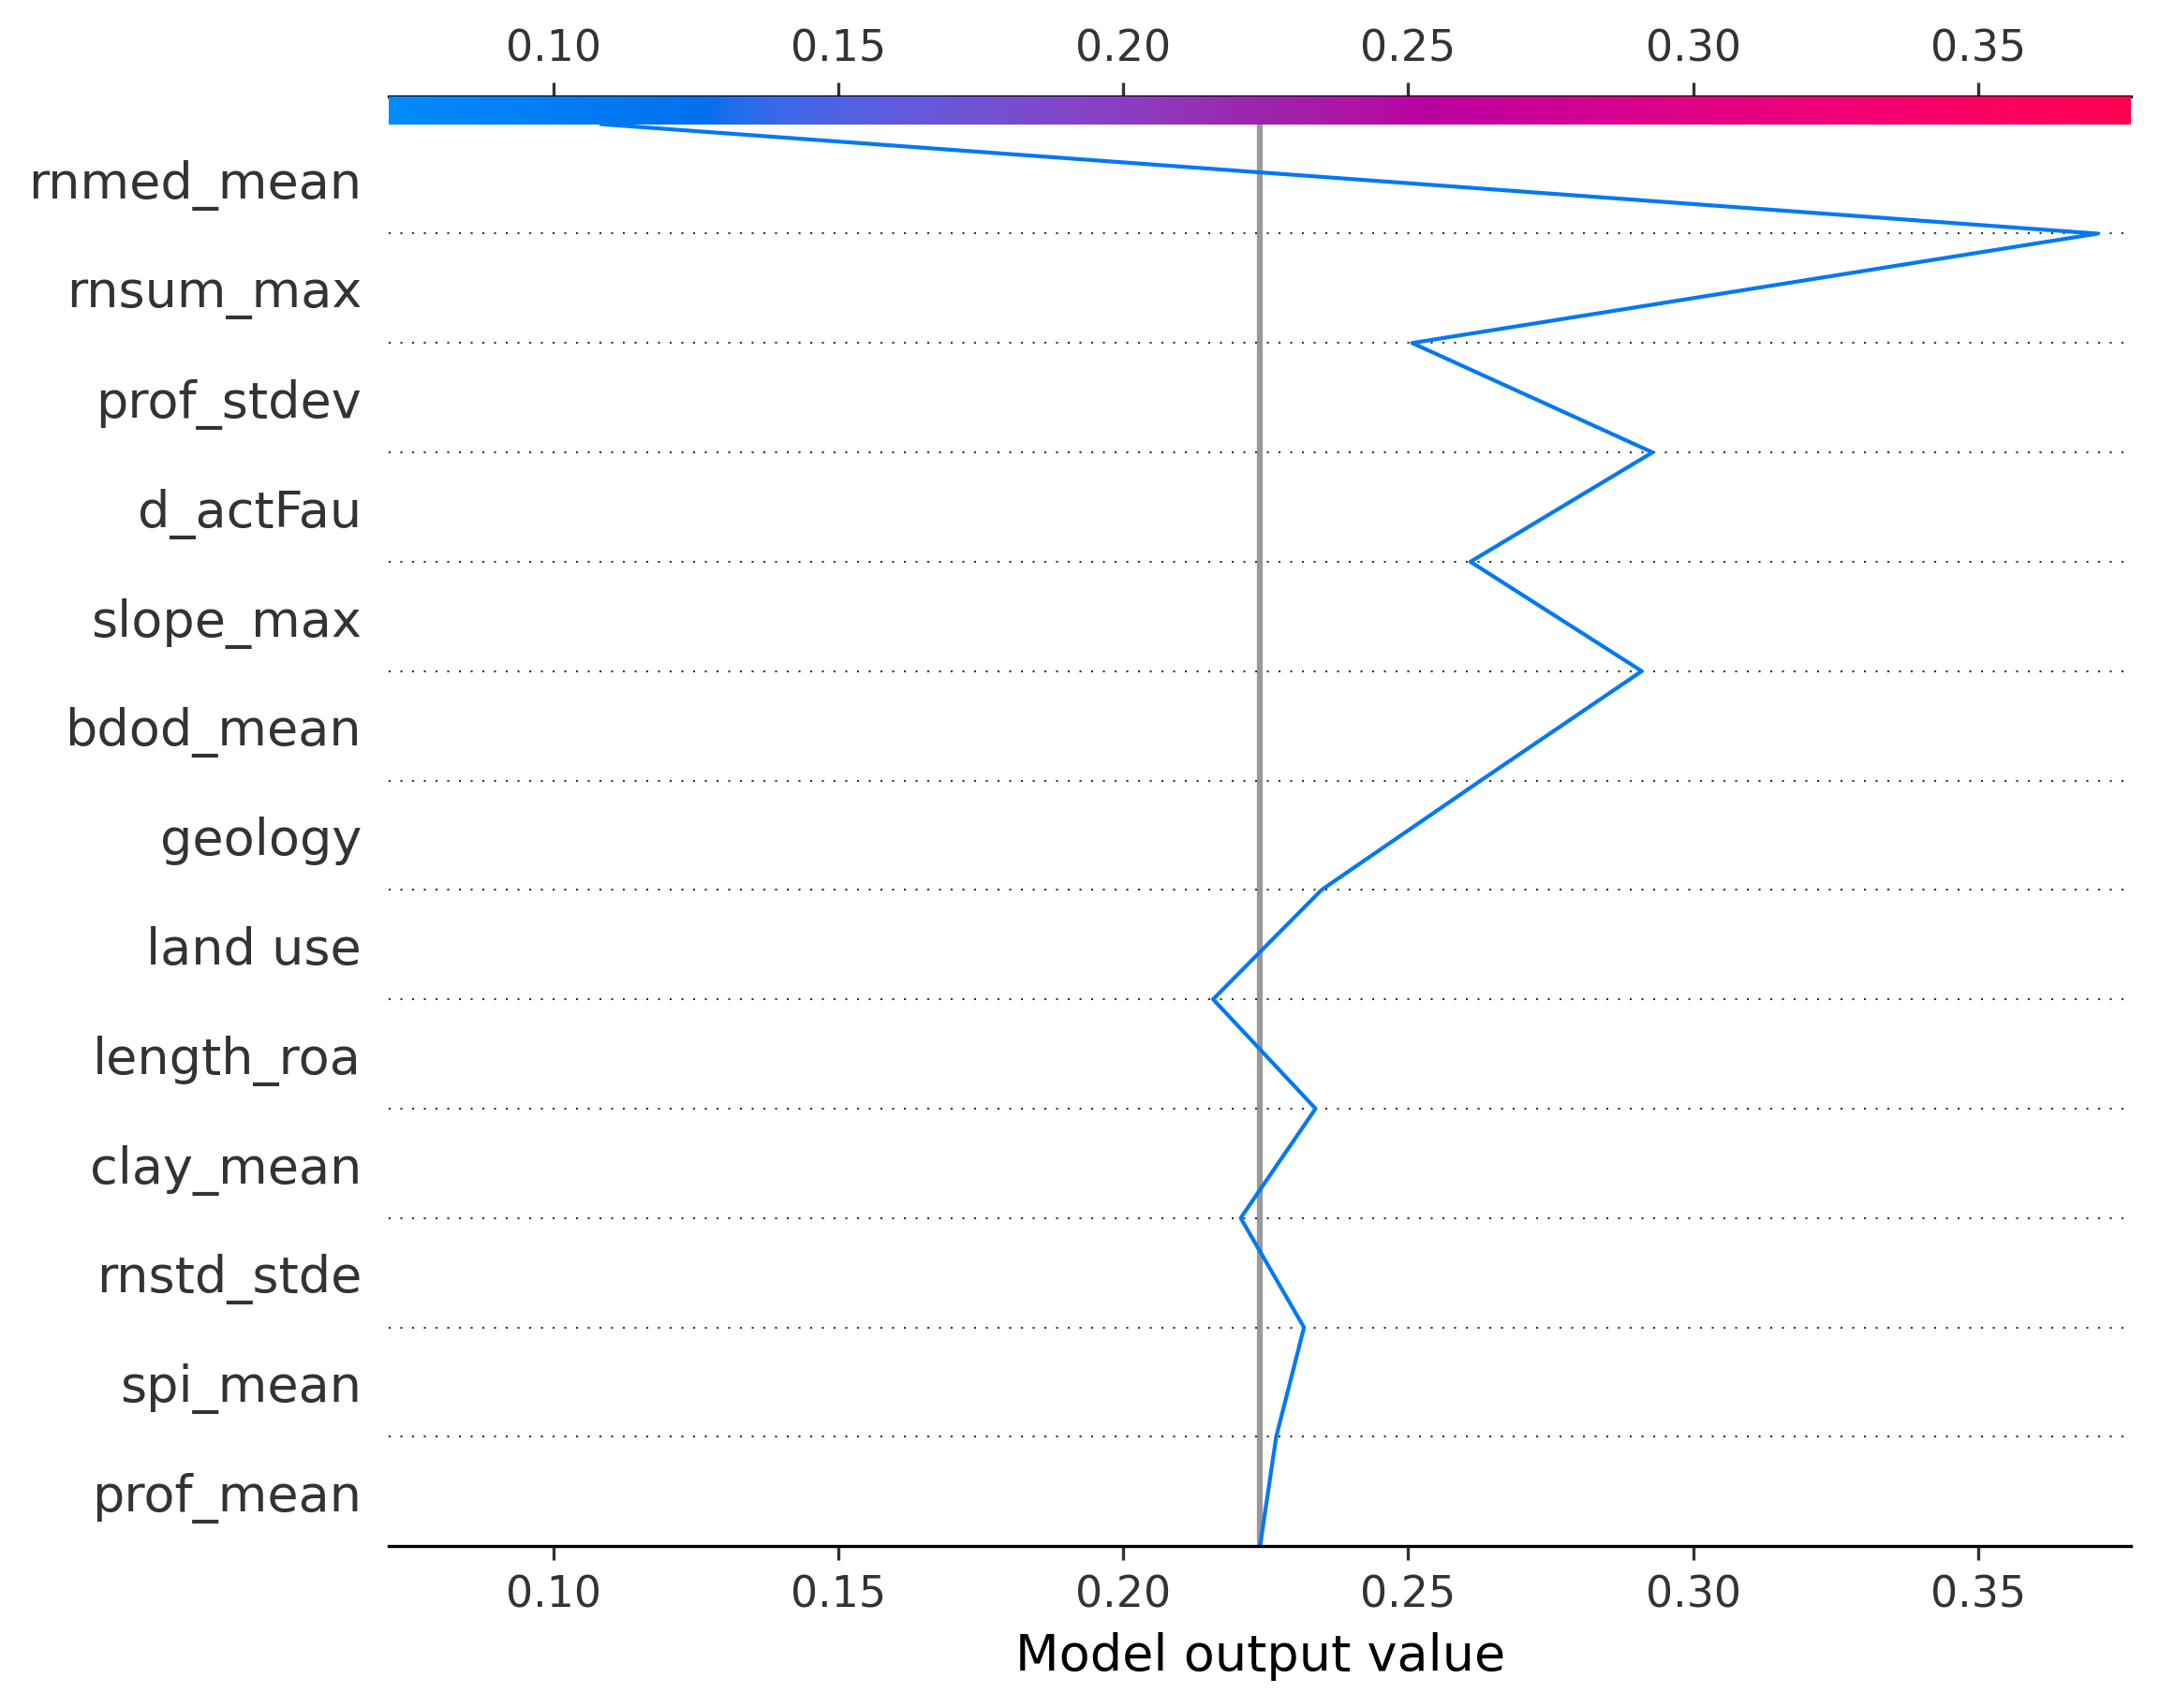 0.10 0.15 0.20 0.25 0.30 0.35
rnmed_mean
rnsum_max
prof_stdev
d_actFau
slope_max
bdod_mean
geology
land use
length_roa
clay_mean
rnstd_stde
spi_mean
prof_mean
0.10 0.15 0.20 0.25 0.30 0.35
Model output value